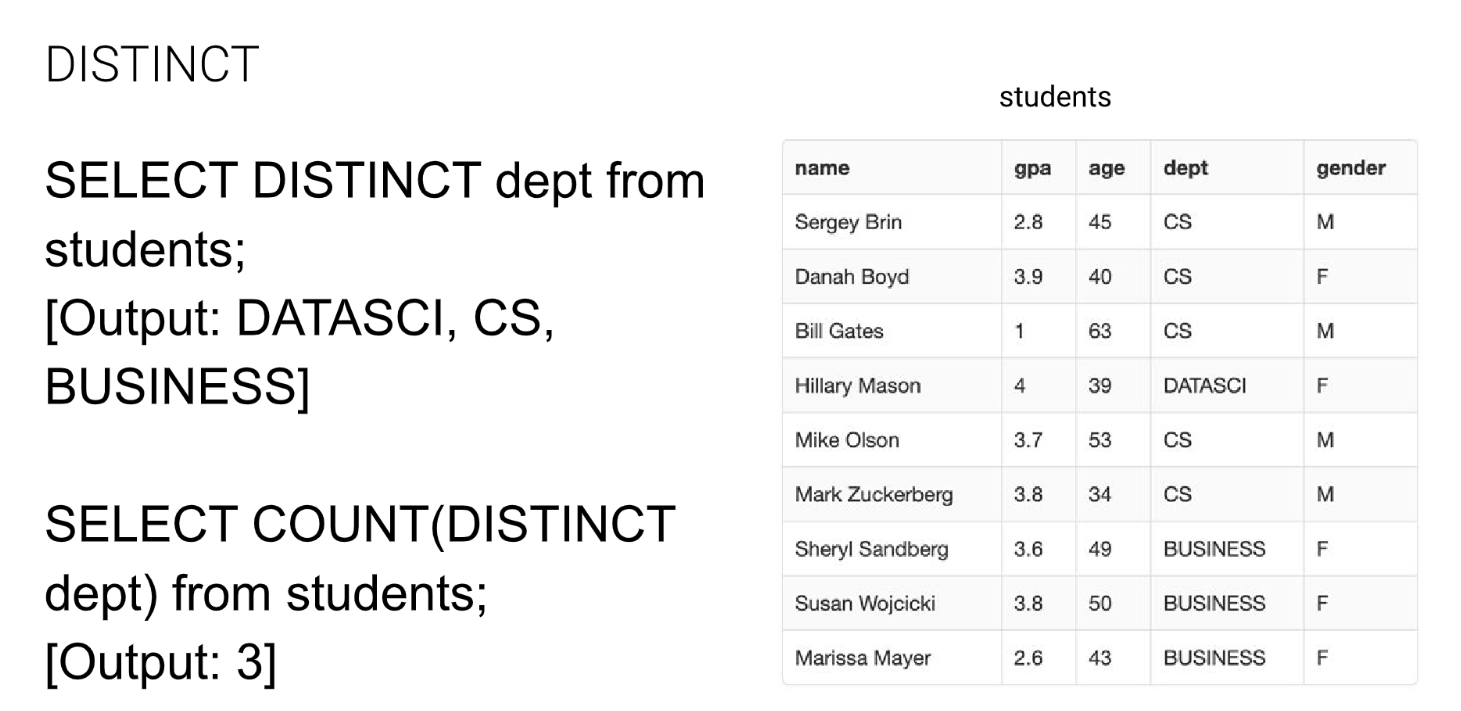 DISTINCT
SELECT DISTINCT dept from
students;
[Output: DATASCI, CS,
BUSINESS]
SELECT COUNT(DISTINCT
dept) from students;
[Output: 3]
students
name gpa age dept gender
Sergey Brin 2.8 45 CS M
Danah Boyd 3.9 40 CS F
Bill Gates 1 63 CS M
Hillary Mason 4 39 DATASCI F
Mike Olson 3.7 53 CS M
Mark Zuckerberg 3.8 34 CS M
Sheryl Sandberg 3.6 49 BUSINESS F
Susan Wojcicki 3.8 50 BUSINESS F
Marissa Mayer 2.6 43 BUSINESS F